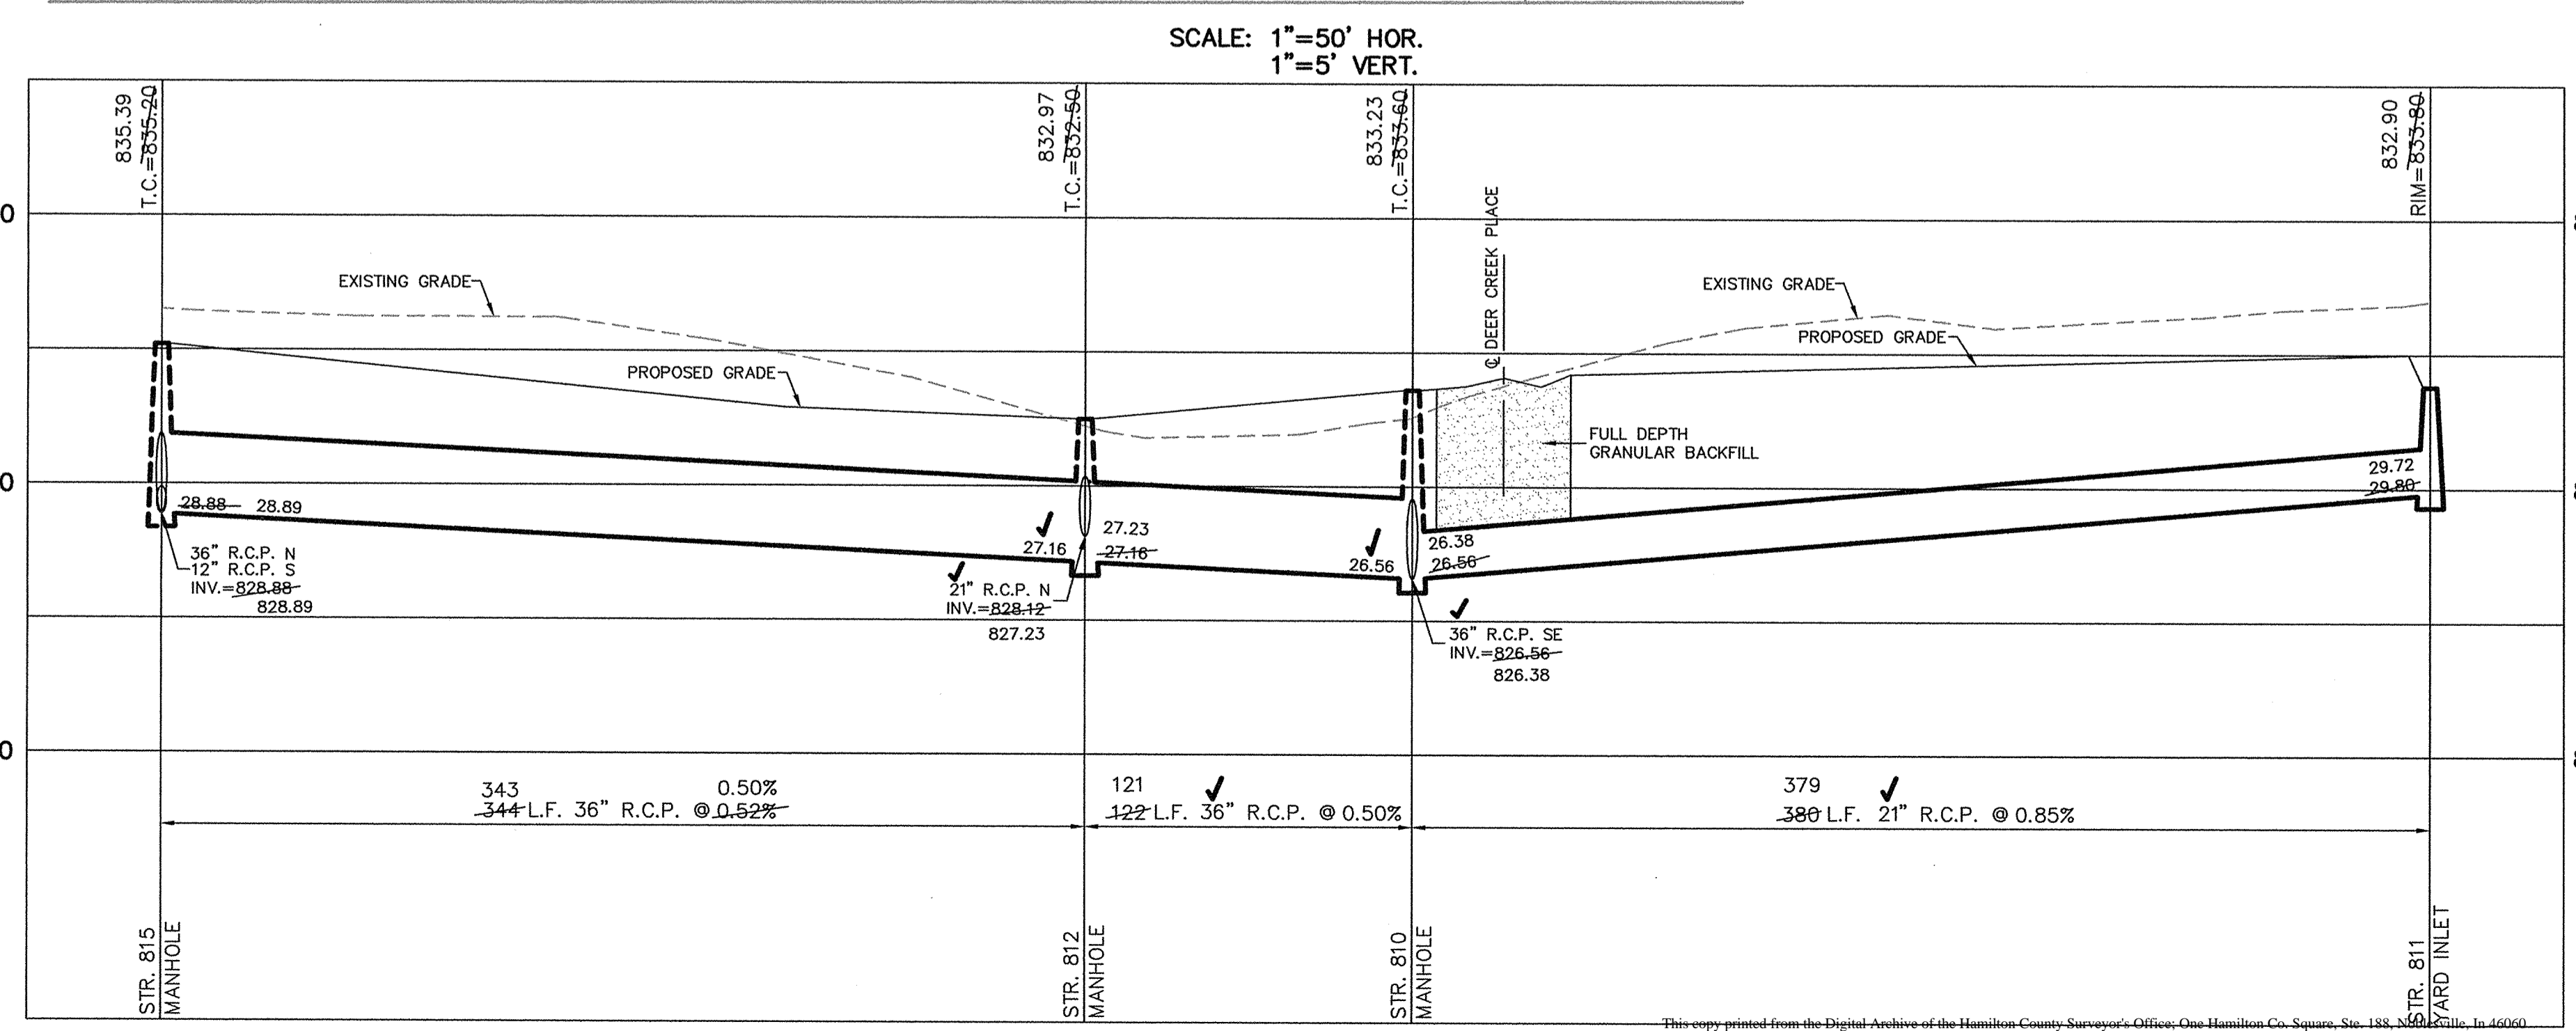 SCALE: 1"=50' HOR.
1"=5' VERT.
835.39
T.C.=835.20
832.97
T.C.=832.50
833.23
T.C.=833.60
832.90
RIM=833.80
0
EXISTING GRADE
PROPOSED GRADE
℄ DEER CREEK PLACE
EXISTING GRADE
PROPOSED GRADE
FULL DEPTH
GRANULAR BACKFILL
0
28.88 28.89
36" R.C.P. N
12" R.C.P. S
INV.=828.88
828.89
27.16
27.23
27.16
✓
✓
21" R.C.P. N
INV.=828.12
827.23
✓
26.56
26.38
26.56
✓
36" R.C.P. SE
INV.=826.56
826.38
29.72
29.80
0
343 0.50%
344 L.F. 36" R.C.P. @ 0.52%
121 ✓
122 L.F. 36" R.C.P. @ 0.50%
379 ✓
380 L.F. 21" R.C.P. @ 0.85%
STR. 815
MANHOLE
STR. 812
MANHOLE
STR. 810
MANHOLE
STR. 811
YARD INLET
This copy printed from the Digital Archive of the Hamilton County Surveyor's Office; One Hamilton Co. Square, Ste. 188, Noblesville, In 46060